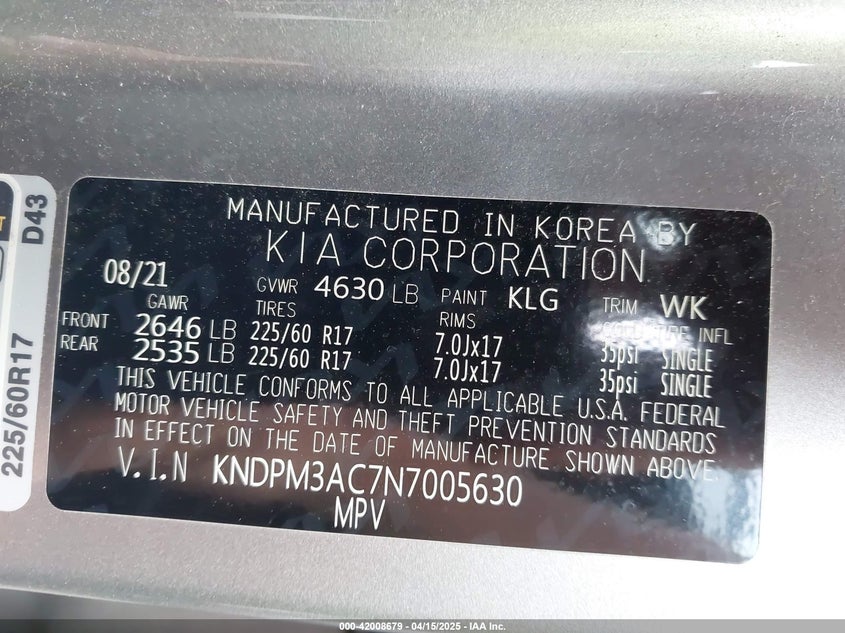 MANUFACTURED IN KOREA BY
KIA CORPORATION
08/21 GVWR 4630 LB PAINT KLG TRIM WK
GAWR TIRES RIMS COLD TIRE INFL
FRONT 2646 LB 225/60 R17 7.0Jx17 35psi SINGLE
REAR 2535 LB 225/60 R17 7.0Jx17 35psi SINGLE
THIS VEHICLE CONFORMS TO ALL APPLICABLE U.S.A. FEDERAL
MOTOR VEHICLE SAFETY AND THEFT PREVENTION STANDARDS
IN EFFECT ON THE DATE OF MANUFACTURE SHOWN ABOVE.
V.I.N KNDPM3AC7N7005630
MPV
225/60R17 D43
000-42008679 - 04/15/2025 - IAA Inc.